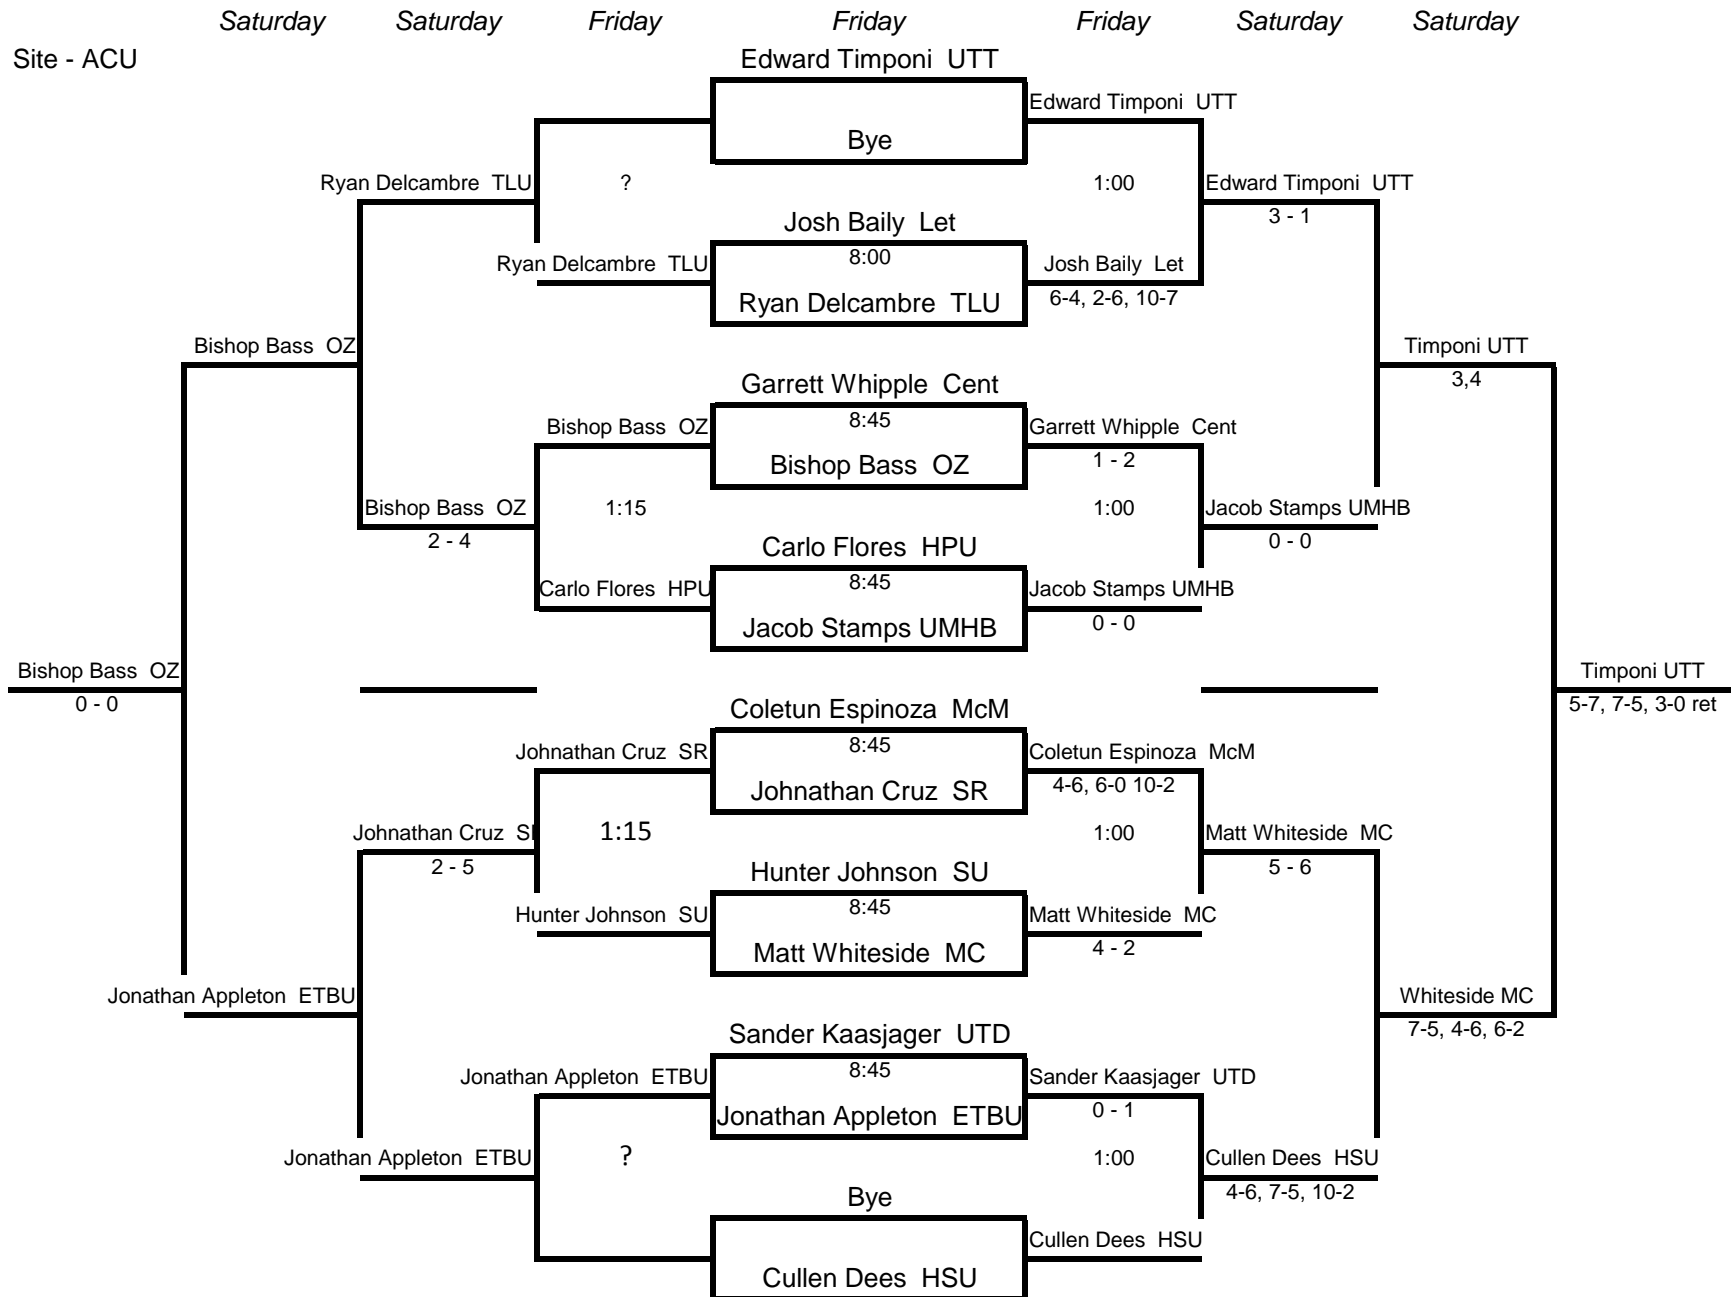 Saturday Saturday Friday Friday Friday Saturday Saturday
Site - ACU
Edward Timponi UTT
Edward Timponi UTT
Bye
Ryan Delcambre TLU ? 1:00 Edward Timponi UTT
3 - 1
Josh Baily Let
8:00
Ryan Delcambre TLU Josh Baily Let
Ryan Delcambre TLU 6-4, 2-6, 10-7
Bishop Bass OZ Timponi UTT
3,4
Garrett Whipple Cent
8:45
Bishop Bass OZ Garrett Whipple Cent
Bishop Bass OZ 1 - 2
Bishop Bass OZ 1:15 1:00 Jacob Stamps UMHB
2 - 4 0 - 0
Carlo Flores HPU
8:45
Carlo Flores HPU Jacob Stamps UMHB
Jacob Stamps UMHB 0 - 0
Bishop Bass OZ Timponi UTT
0 - 0 5-7, 7-5, 3-0 ret
Coletun Espinoza McM
8:45
Johnathan Cruz SR Coletun Espinoza McM
Johnathan Cruz SR 4-6, 6-0 10-2
Johnathan Cruz S 1:15 1:00 Matt Whiteside MC
2 - 5 5 - 6
Hunter Johnson SU
8:45
Hunter Johnson SU Matt Whiteside MC
Matt Whiteside MC 4 - 2
Jonathan Appleton ETBU Whiteside MC
7-5, 4-6, 6-2
Sander Kaasjager UTD
8:45
Jonathan Appleton ETBU Sander Kaasjager UTD
Jonathan Appleton ETBU 0 - 1
Jonathan Appleton ETBU ? 1:00 Cullen Dees HSU
4-6, 7-5, 10-2
Bye
Cullen Dees HSU
Cullen Dees HSU